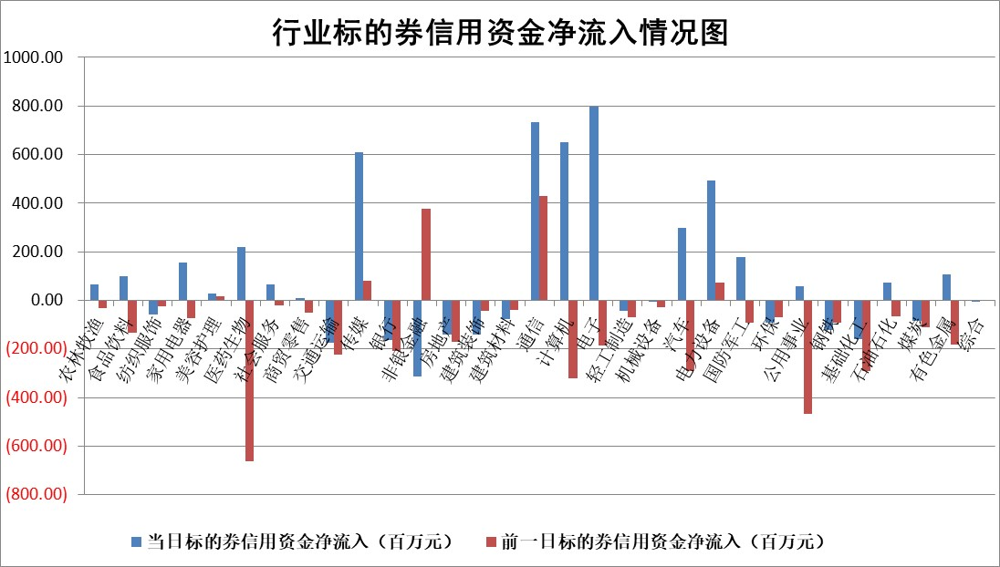 行业标的券信用资金净流入情况图
1000.00
800.00
600.00
400.00
200.00
0.00
(200.00)
(400.00)
(600.00)
(800.00)
农林牧渔
食品饮料
纺织服饰
家用电器
美容护理
医药生物
社会服务
商贸零售
交通运输
传媒
银行
非银金融
房地产
建筑装饰
建筑材料
通信
计算机
电子
轻工制造
机械设备
汽车
电力设备
国防军工
环保
公用事业
钢铁
基础化工
石油石化
煤炭
有色金属
综合
当日标的券信用资金净流入（百万元）
前一日标的券信用资金净流入（百万元）